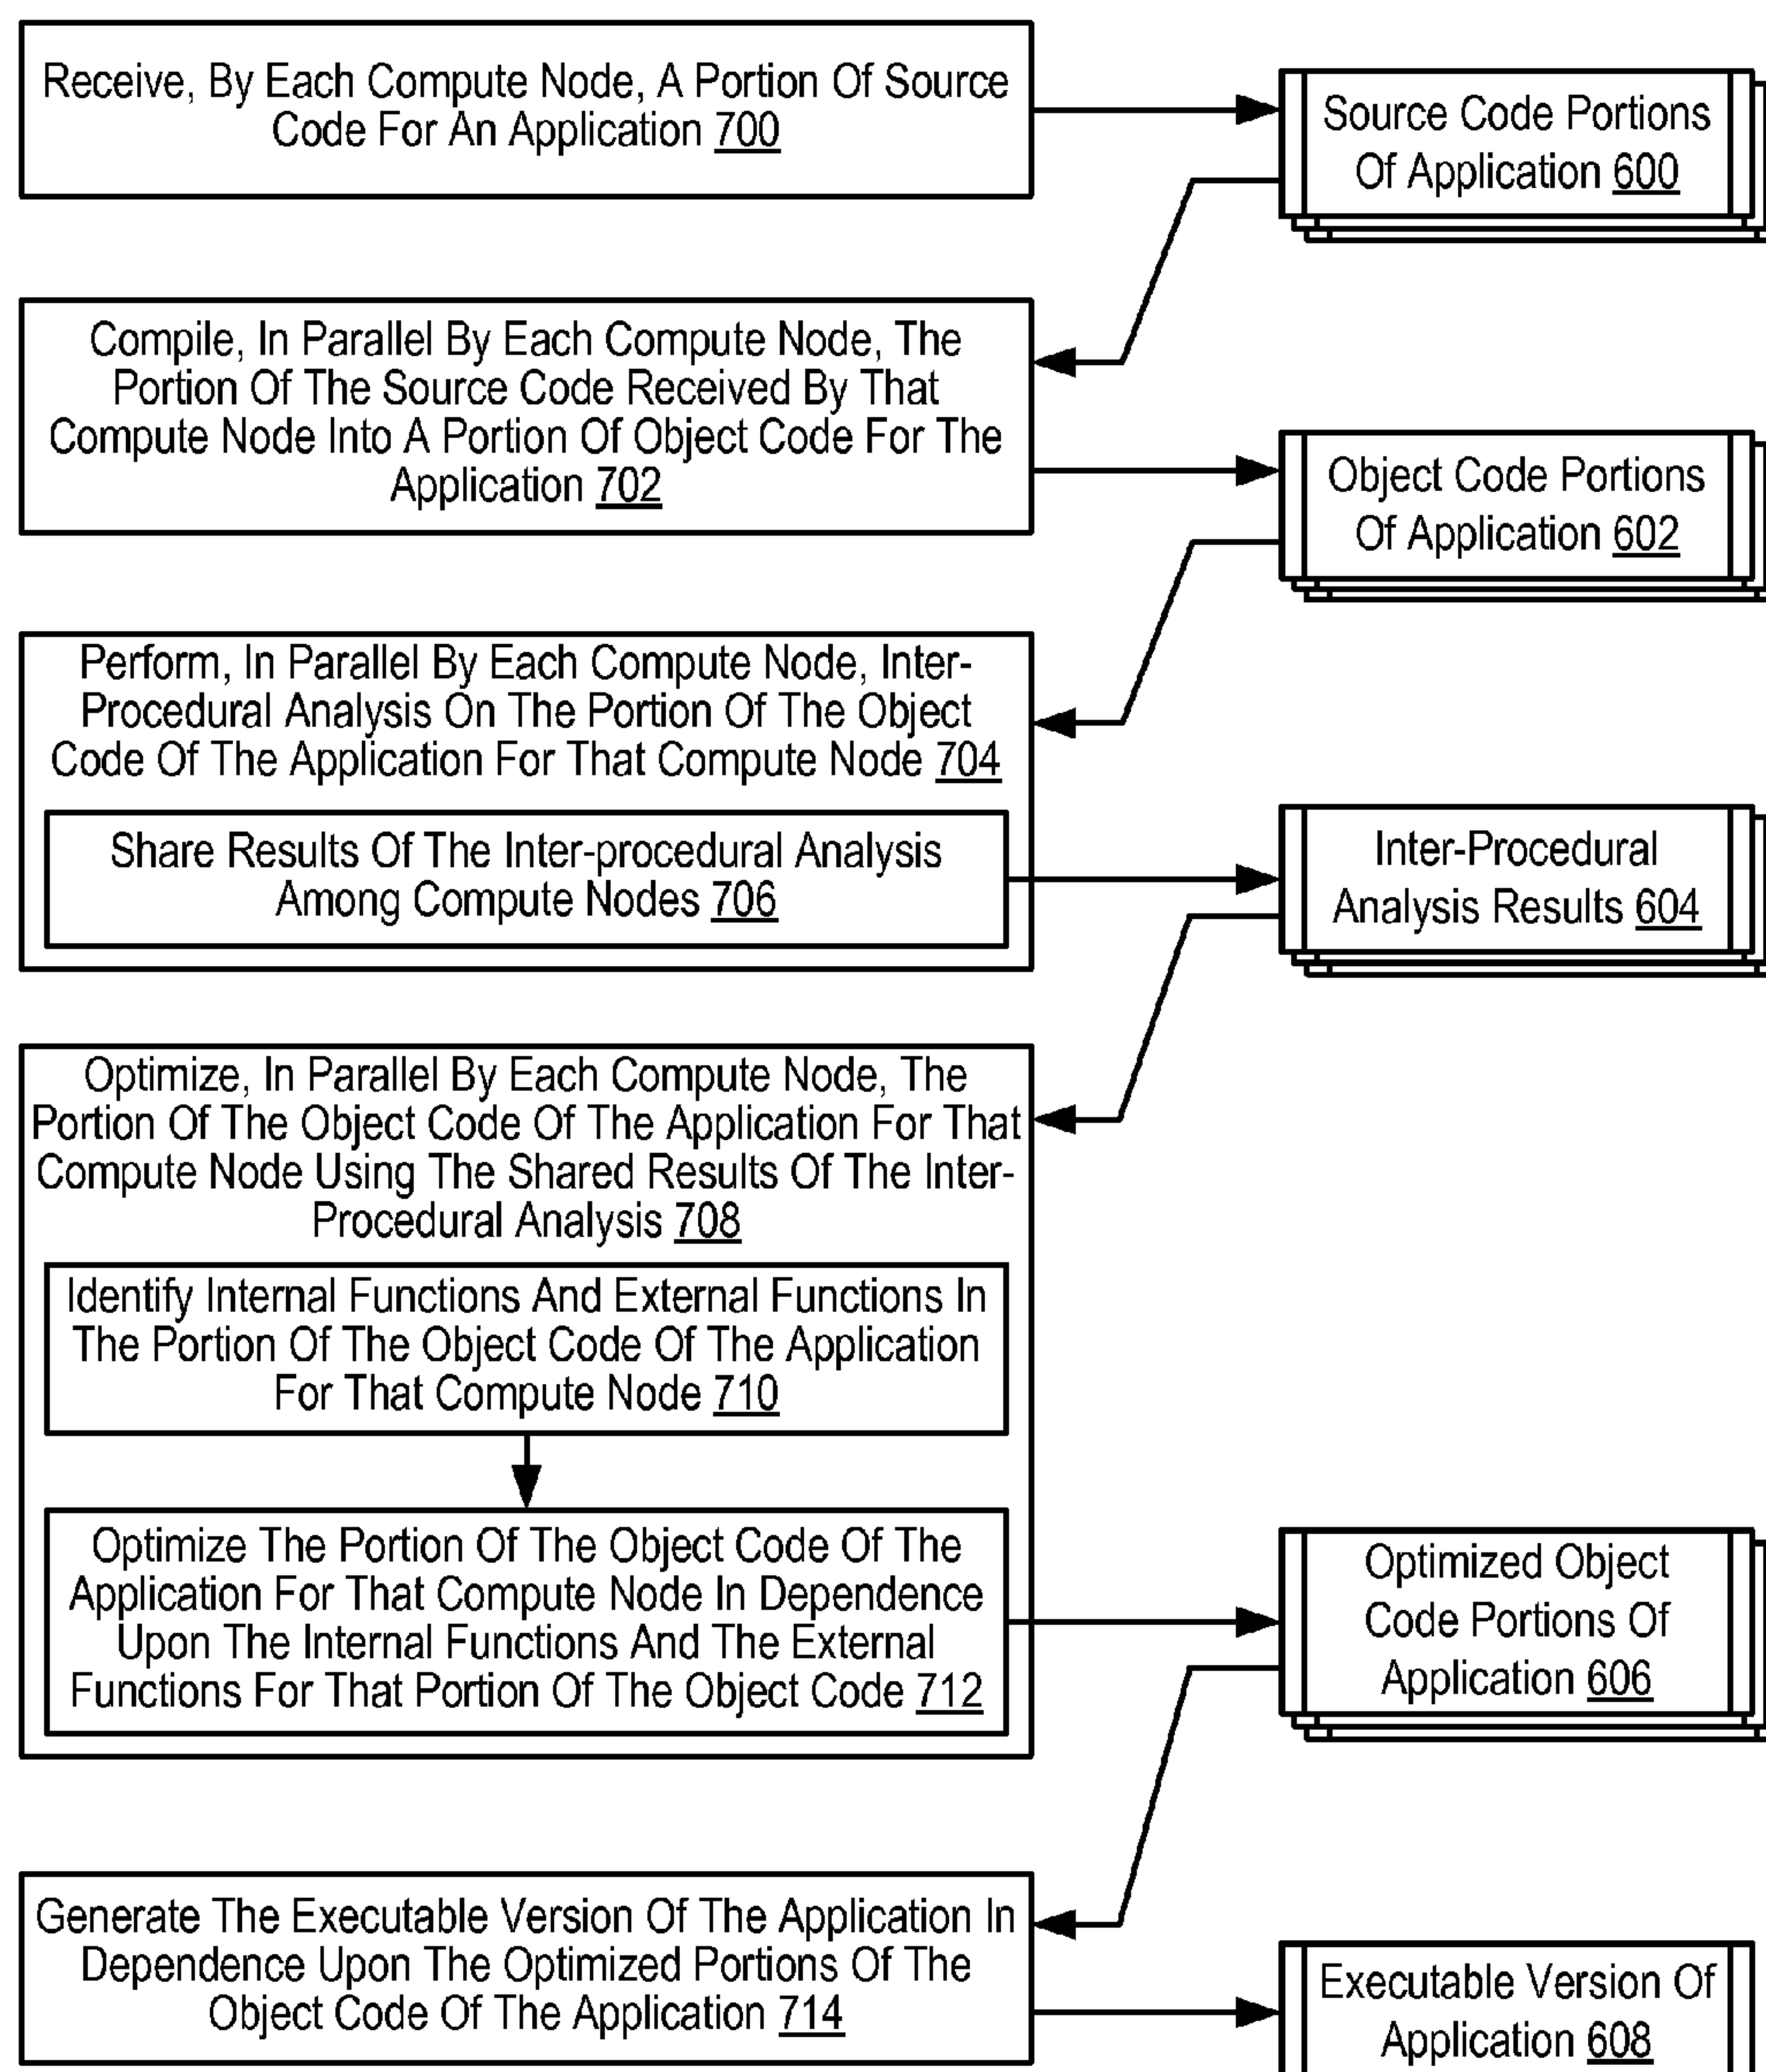 Receive, By Each Compute Node, A Portion Of Source
Code For An Application 700
Source Code Portions
Of Application 600
Compile, In Parallel By Each Compute Node, The
Portion Of The Source Code Received By That
Compute Node Into A Portion Of Object Code For The
Application 702
Object Code Portions
Of Application 602
Perform, In Parallel By Each Compute Node, Inter-
Procedural Analysis On The Portion Of The Object
Code Of The Application For That Compute Node 704
Share Results Of The Inter-procedural Analysis
Among Compute Nodes 706
Inter-Procedural
Analysis Results 604
Optimize, In Parallel By Each Compute Node, The
Portion Of The Object Code Of The Application For That
Compute Node Using The Shared Results Of The Inter-
Procedural Analysis 708
Identify Internal Functions And External Functions In
The Portion Of The Object Code Of The Application
For That Compute Node 710
Optimize The Portion Of The Object Code Of The
Application For That Compute Node In Dependence
Upon The Internal Functions And The External
Functions For That Portion Of The Object Code 712
Optimized Object
Code Portions Of
Application 606
Generate The Executable Version Of The Application In
Dependence Upon The Optimized Portions Of The
Object Code Of The Application 714
Executable Version Of
Application 608